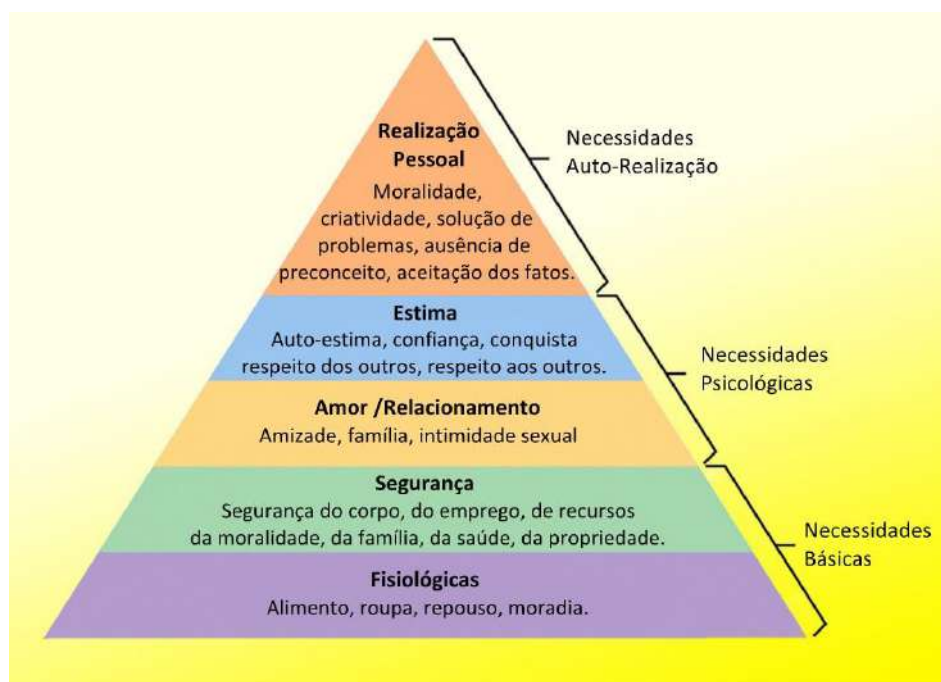 Realização
Pessoal
Moralidade,
criatividade, solução de
problemas, ausência de
preconceito, aceitação dos fatos.
Necessidades
Auto-Realização
Estima
Auto-estima, confiança, conquista
respeito dos outros, respeito aos outros.
Necessidades
Psicológicas
Amor /Relacionamento
Amizade, família, intimidade sexual
Segurança
Segurança do corpo, do emprego, de recursos
da moralidade, da família, da saúde, da propriedade.
Necessidades
Básicas
Fisiológicas
Alimento, roupa, repouso, moradia.